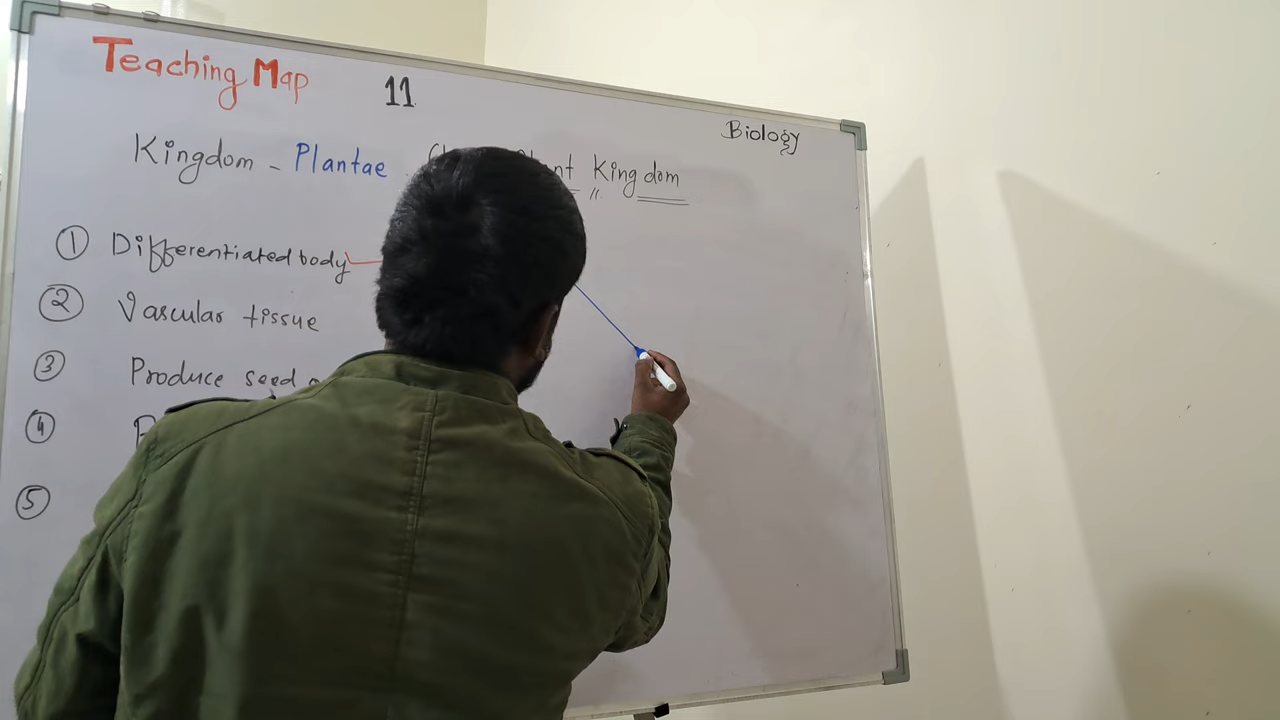 Teaching Map 11
Biology
Kingdom - Plantae Kingdom
① Differentiated body
② Vascular tissue
③ Produce seed
④
⑤